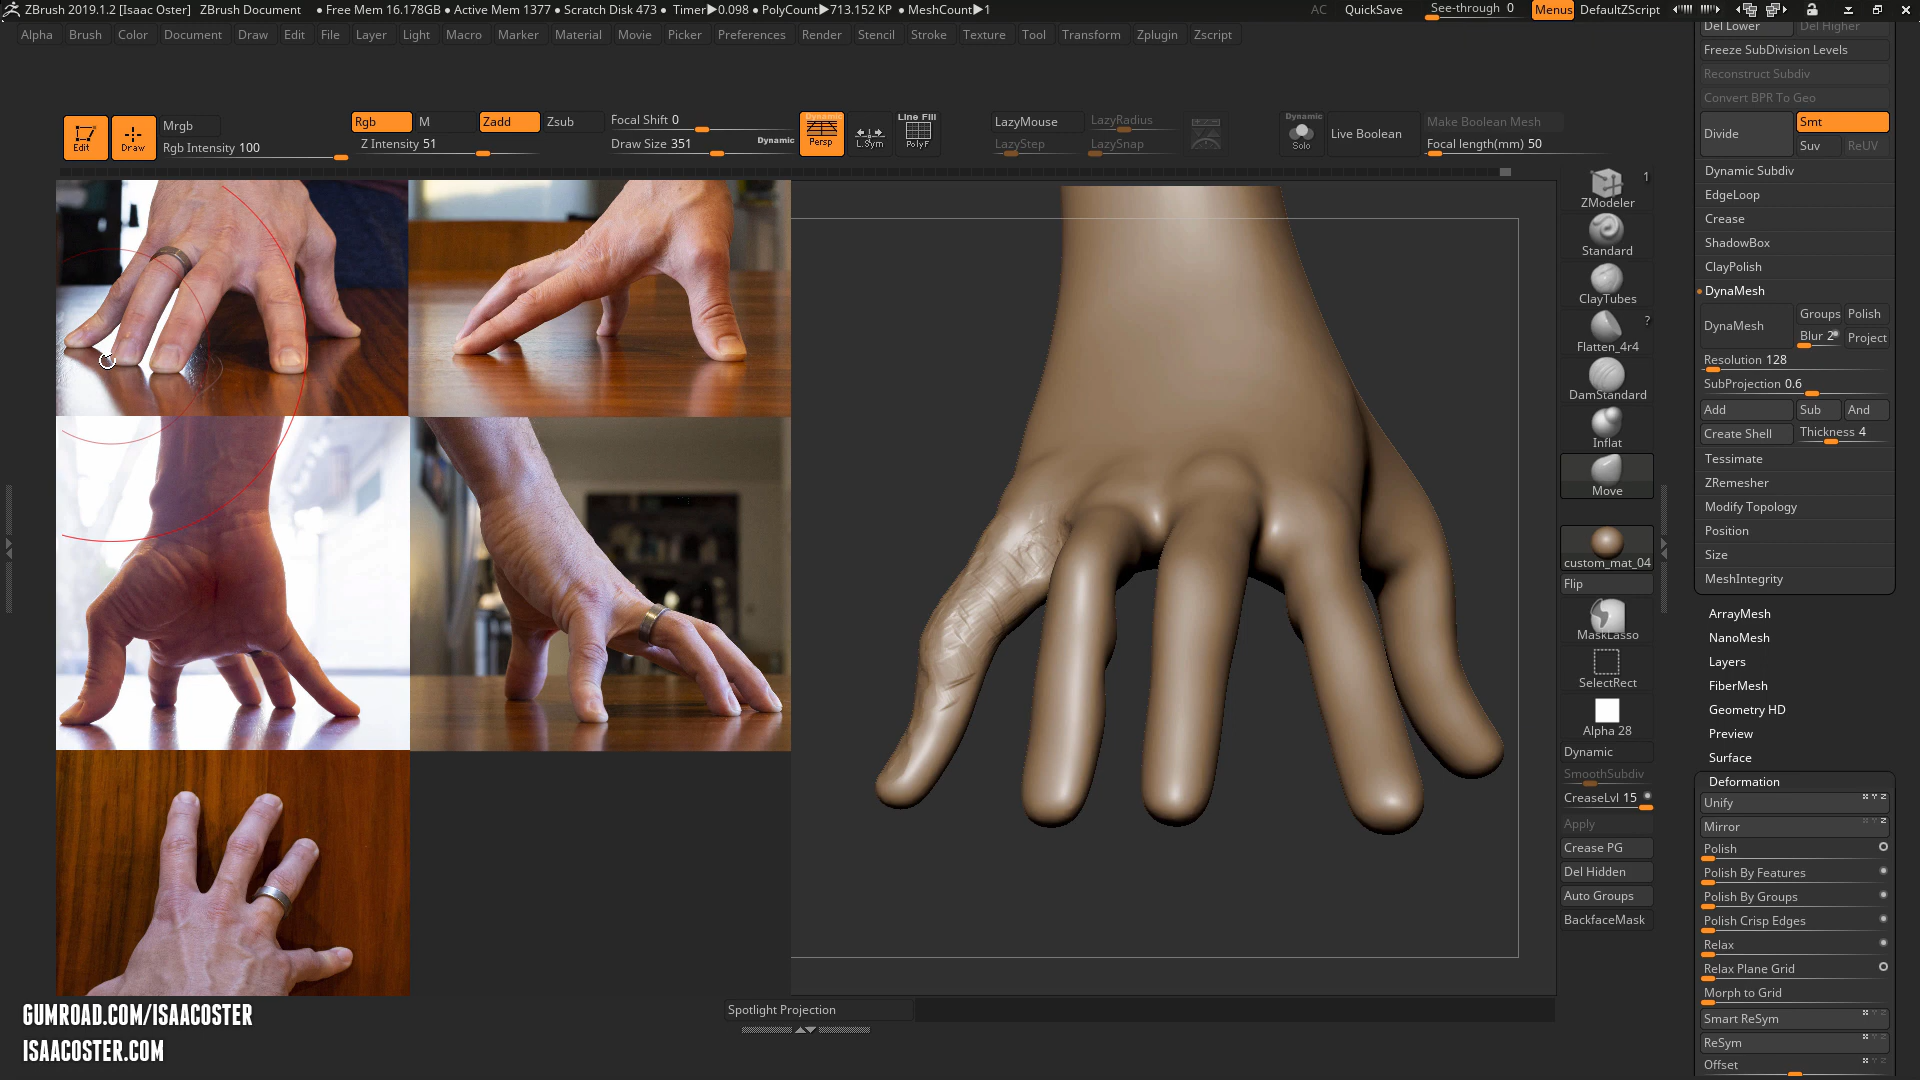 ZBrush 2019.1.2 [Isaac Oster] ZBrush Document • Free Mem 16.178GB • Active Mem 1377 • Scratch Disk 473 • Timer▶0.098 • PolyCount▶713.152 KP • MeshCount▶1 AC QuickSave See-through 0 Menus DefaultZScript
Alpha Brush Color Document Draw Edit File Layer Light Macro Marker Material Movie Picker Preferences Render Stencil Stroke Texture Tool Transform Zplugin Zscript
Edit
Draw
Mrgb
Rgb Intensity 100
Rgb M Zadd Zsub
Z Intensity 51
Focal Shift 0
Draw Size 351 Dynamic
Dynamic
Persp
L.Sym
Line Fill
PolyF
LazyMouse LazyRadius
LazyStep LazySnap
Dynamic
Solo
Live Boolean
Make Boolean Mesh
Focal length(mm) 50
1
ZModeler
Standard
ClayTubes
?
Flatten_4r4
DamStandard
Inflat
Move
custom_mat_04
Flip
MaskLasso
SelectRect
Alpha 28
Dynamic
SmoothSubdiv
CreaseLvl 15
Apply
Crease PG
Del Hidden
Auto Groups
BackfaceMask
Del Lower Del Higher
Freeze SubDivision Levels
Reconstruct Subdiv
Convert BPR To Geo
Divide Smt
Suv ReUV
Dynamic Subdiv
EdgeLoop
Crease
ShadowBox
ClayPolish
DynaMesh
DynaMesh Groups Polish
Blur 2 Project
Resolution 128
SubProjection 0.6
Add Sub And
Create Shell Thickness 4
Tessimate
ZRemesher
Modify Topology
Position
Size
MeshIntegrity
ArrayMesh
NanoMesh
Layers
FiberMesh
Geometry HD
Preview
Surface
Deformation
Unify
Mirror
Polish
Polish By Features
Polish By Groups
Polish Crisp Edges
Relax
Relax Plane Grid
Morph to Grid
Smart ReSym
ReSym
Offset
Spotlight Projection
GUMROAD.COM/ISAACOSTER
ISAACOSTER.COM